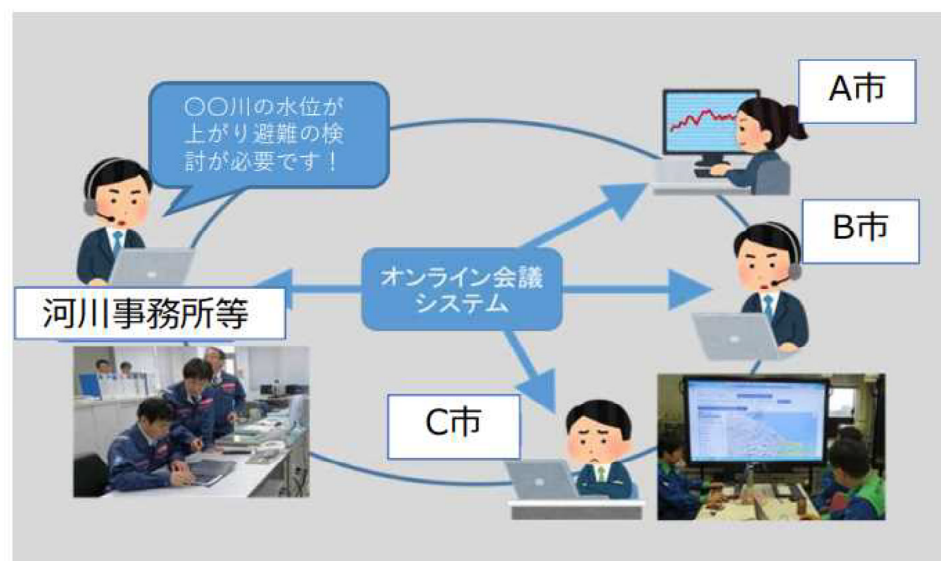 〇〇川の水位が
上がり避難の検
討が必要です！
A市
B市
オンライン会議
システム
河川事務所等
C市